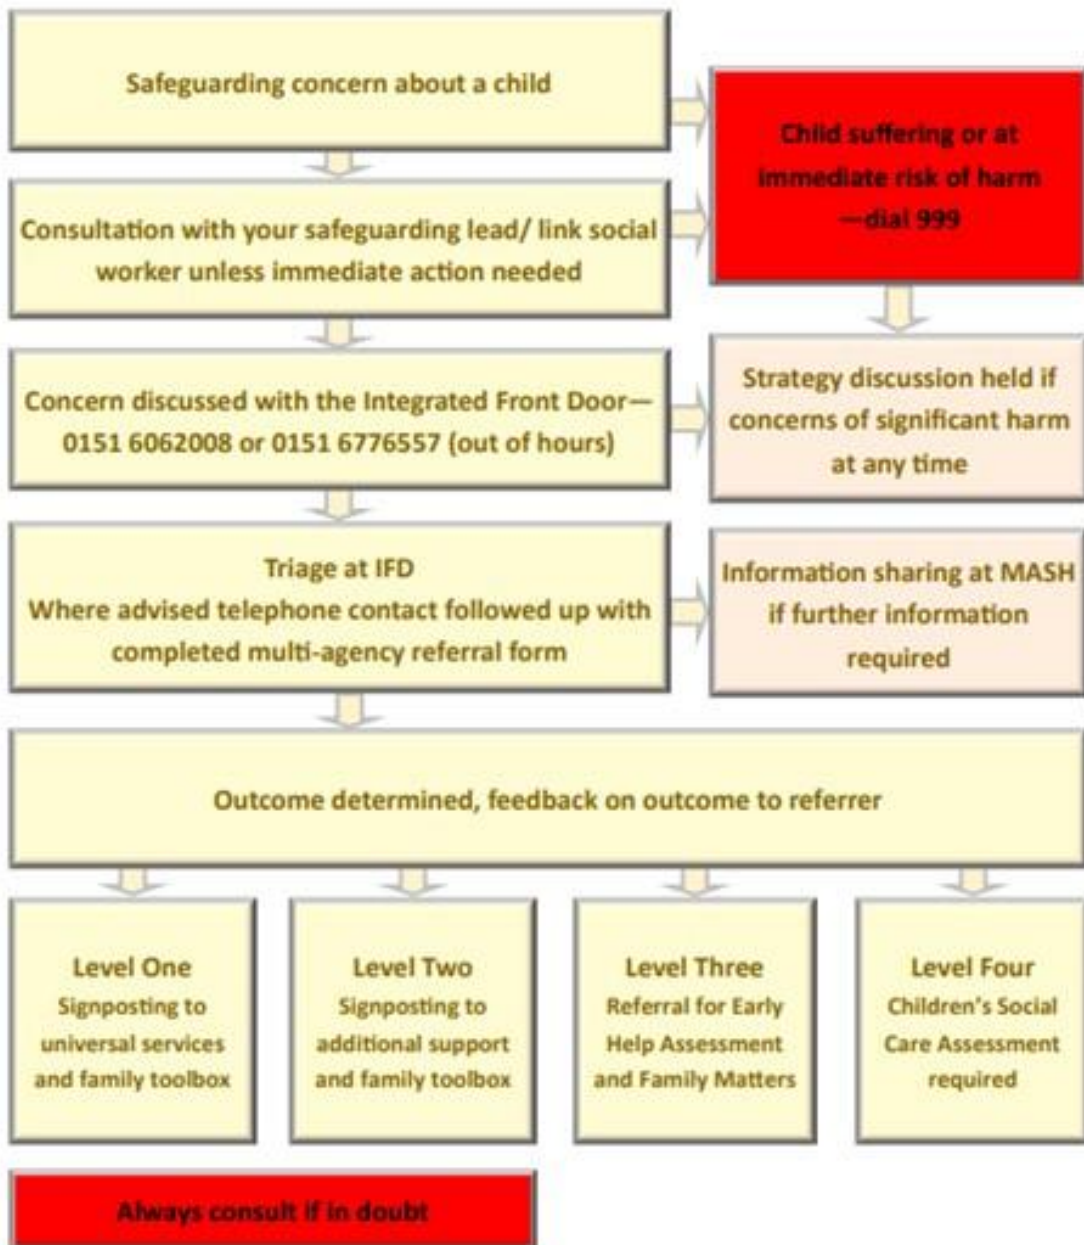 Safeguarding concern about a child
Child suffering or at
immediate risk of harm
—dial 999
Consultation with your safeguarding lead/ link social
worker unless immediate action needed
Concern discussed with the Integrated Front Door—
0151 6062008 or 0151 6776557 (out of hours)
Strategy discussion held if
concerns of significant harm
at any time
Triage at IFD
Where advised telephone contact followed up with
completed multi-agency referral form
Information sharing at MASH
if further information
required
Outcome determined, feedback on outcome to referrer
Level One
Signposting to
universal services
and family toolbox
Level Two
Signposting to
additional support
and family toolbox
Level Three
Referral for Early
Help Assessment
and Family Matters
Level Four
Children's Social
Care Assessment
required
Always consult if in doubt